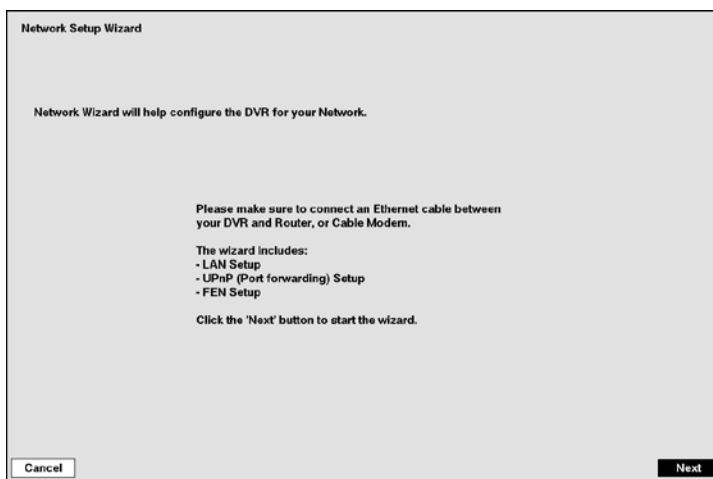 Network Setup Wizard
Network Wizard will help configure the DVR for your Network.
Please make sure to connect an Ethernet cable between
your DVR and Router, or Cable Modem.
The wizard includes:
- LAN Setup
- UPnP (Port forwarding) Setup
- FEN Setup
Click the 'Next' button to start the wizard.
Cancel
Next